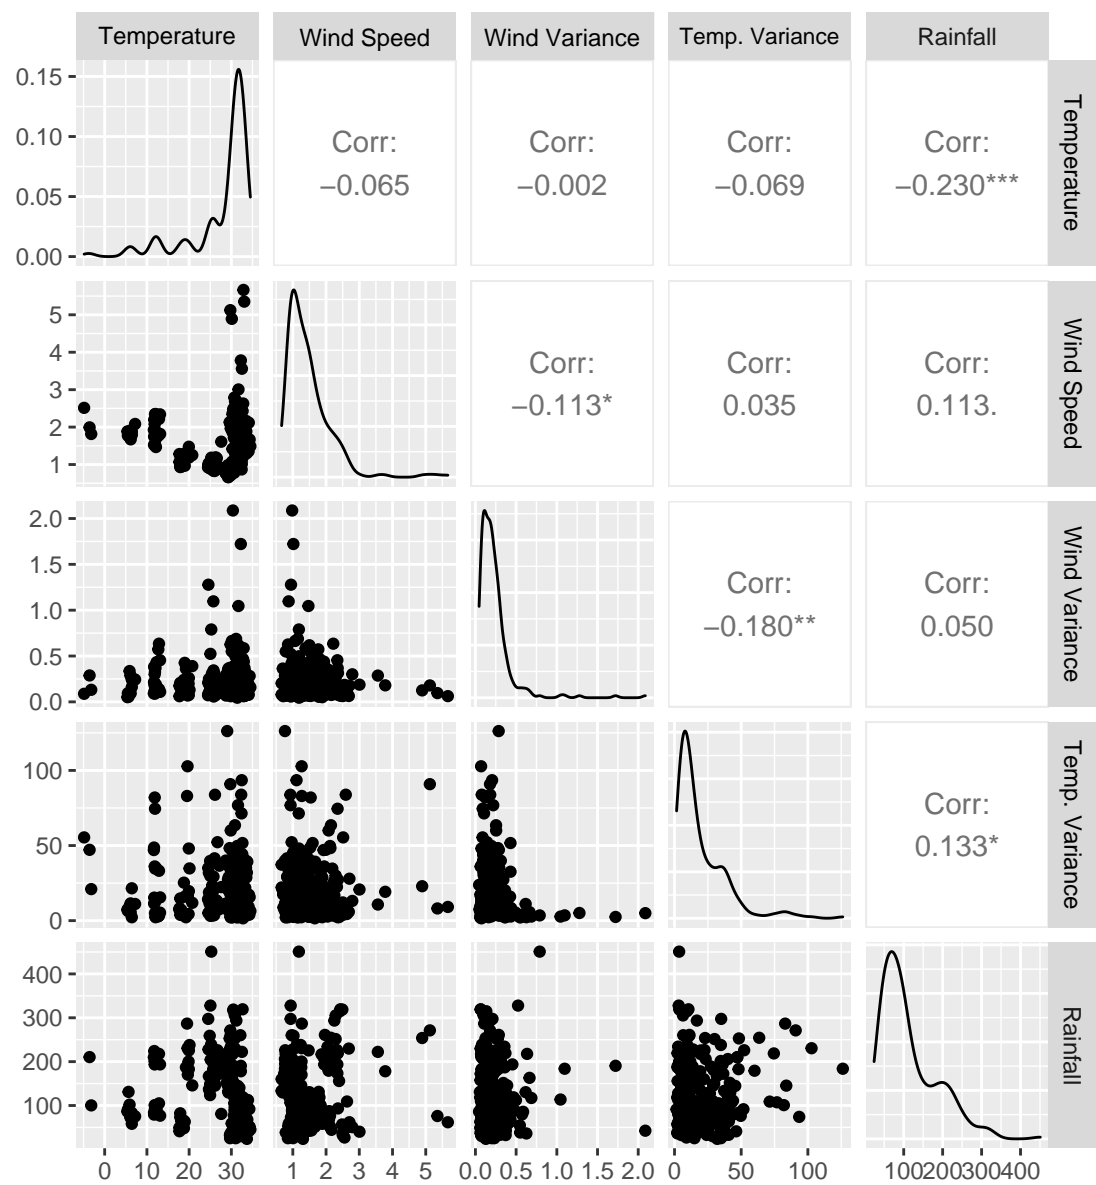 Temperature Wind Speed Wind Variance Temp. Variance Rainfall
0.15
0.10
0.05
0.00
Corr:
−0.065
Corr:
−0.002
Corr:
−0.069
Corr:
−0.230***
Temperature
5
4
3
2
1
Corr:
−0.113*
Corr:
0.035
Corr:
0.113.
Wind Speed
2.0
1.5
1.0
0.5
0.0
Corr:
−0.180**
Corr:
0.050
Wind Variance
100
50
0
Corr:
0.133*
Temp. Variance
400
300
200
100
Rainfall
0 10 20 30 1 2 3 4 5 0.0 0.5 1.0 1.5 2.0 0 50 100 100 200 300 400